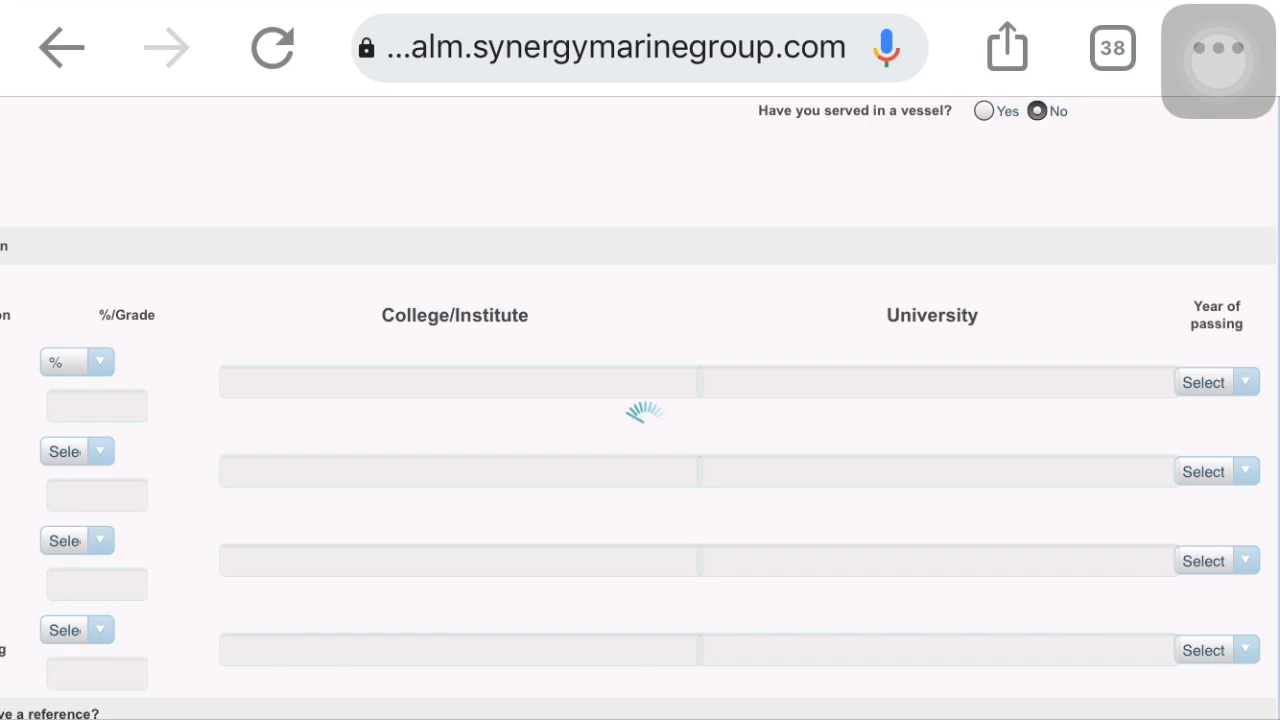 ...alm.synergymarinegroup.com
38
Have you served in a vessel? Yes No
n
on %/Grade College/Institute University Year of passing
%
Select
Sele
Select
Sele
Select
Sele
Select
g
ve a reference?